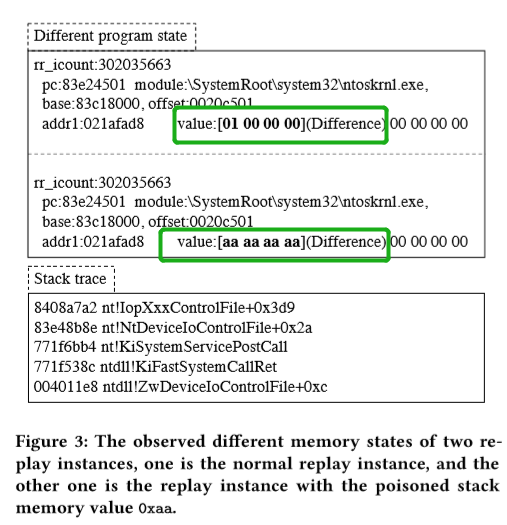 Different program state
rr_icount:302035663
pc:83e24501 module:\SystemRoot\system32\ntoskrnl.exe,
base:83c18000, offset:0020c501
addr1:021afad8 value:[01 00 00 00](Difference) 00 00 00 00
rr_icount:302035663
pc:83e24501 module:\SystemRoot\system32\ntoskrnl.exe,
base:83c18000, offset:0020c501
addr1:021afad8 value:[aa aa aa aa](Difference) 00 00 00 00
Stack trace
8408a7a2 nt!IopXxxControlFile+0x3d9
83e48b8e nt!NtDeviceIoControlFile+0x2a
771f6bb4 nt!KiSystemServicePostCall
771f538c ntdll!KiFastSystemCallRet
004011e8 ntdll!ZwDeviceIoControlFile+0xc
Figure 3: The observed different memory states of two re-
play instances, one is the normal replay instance, and the
other one is the replay instance with the poisoned stack
memory value 0xaa.